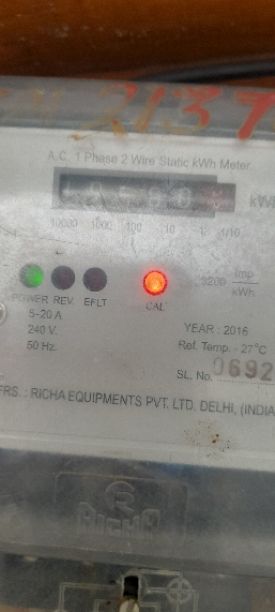 2137
A.C. 1 Phase 2 Wire Static kWh Meter
10000 1000 100 10 1 1/10
POWER REV. EFLT CAL 3200 Imp/kWh
5-20 A
240 V.
50 Hz.
YEAR : 2016
Ref. Temp. - 27°C
SL. No. 0692
FRS. : RICHA EQUIPMENTS PVT. LTD. DELHI, (INDIA
RICHA